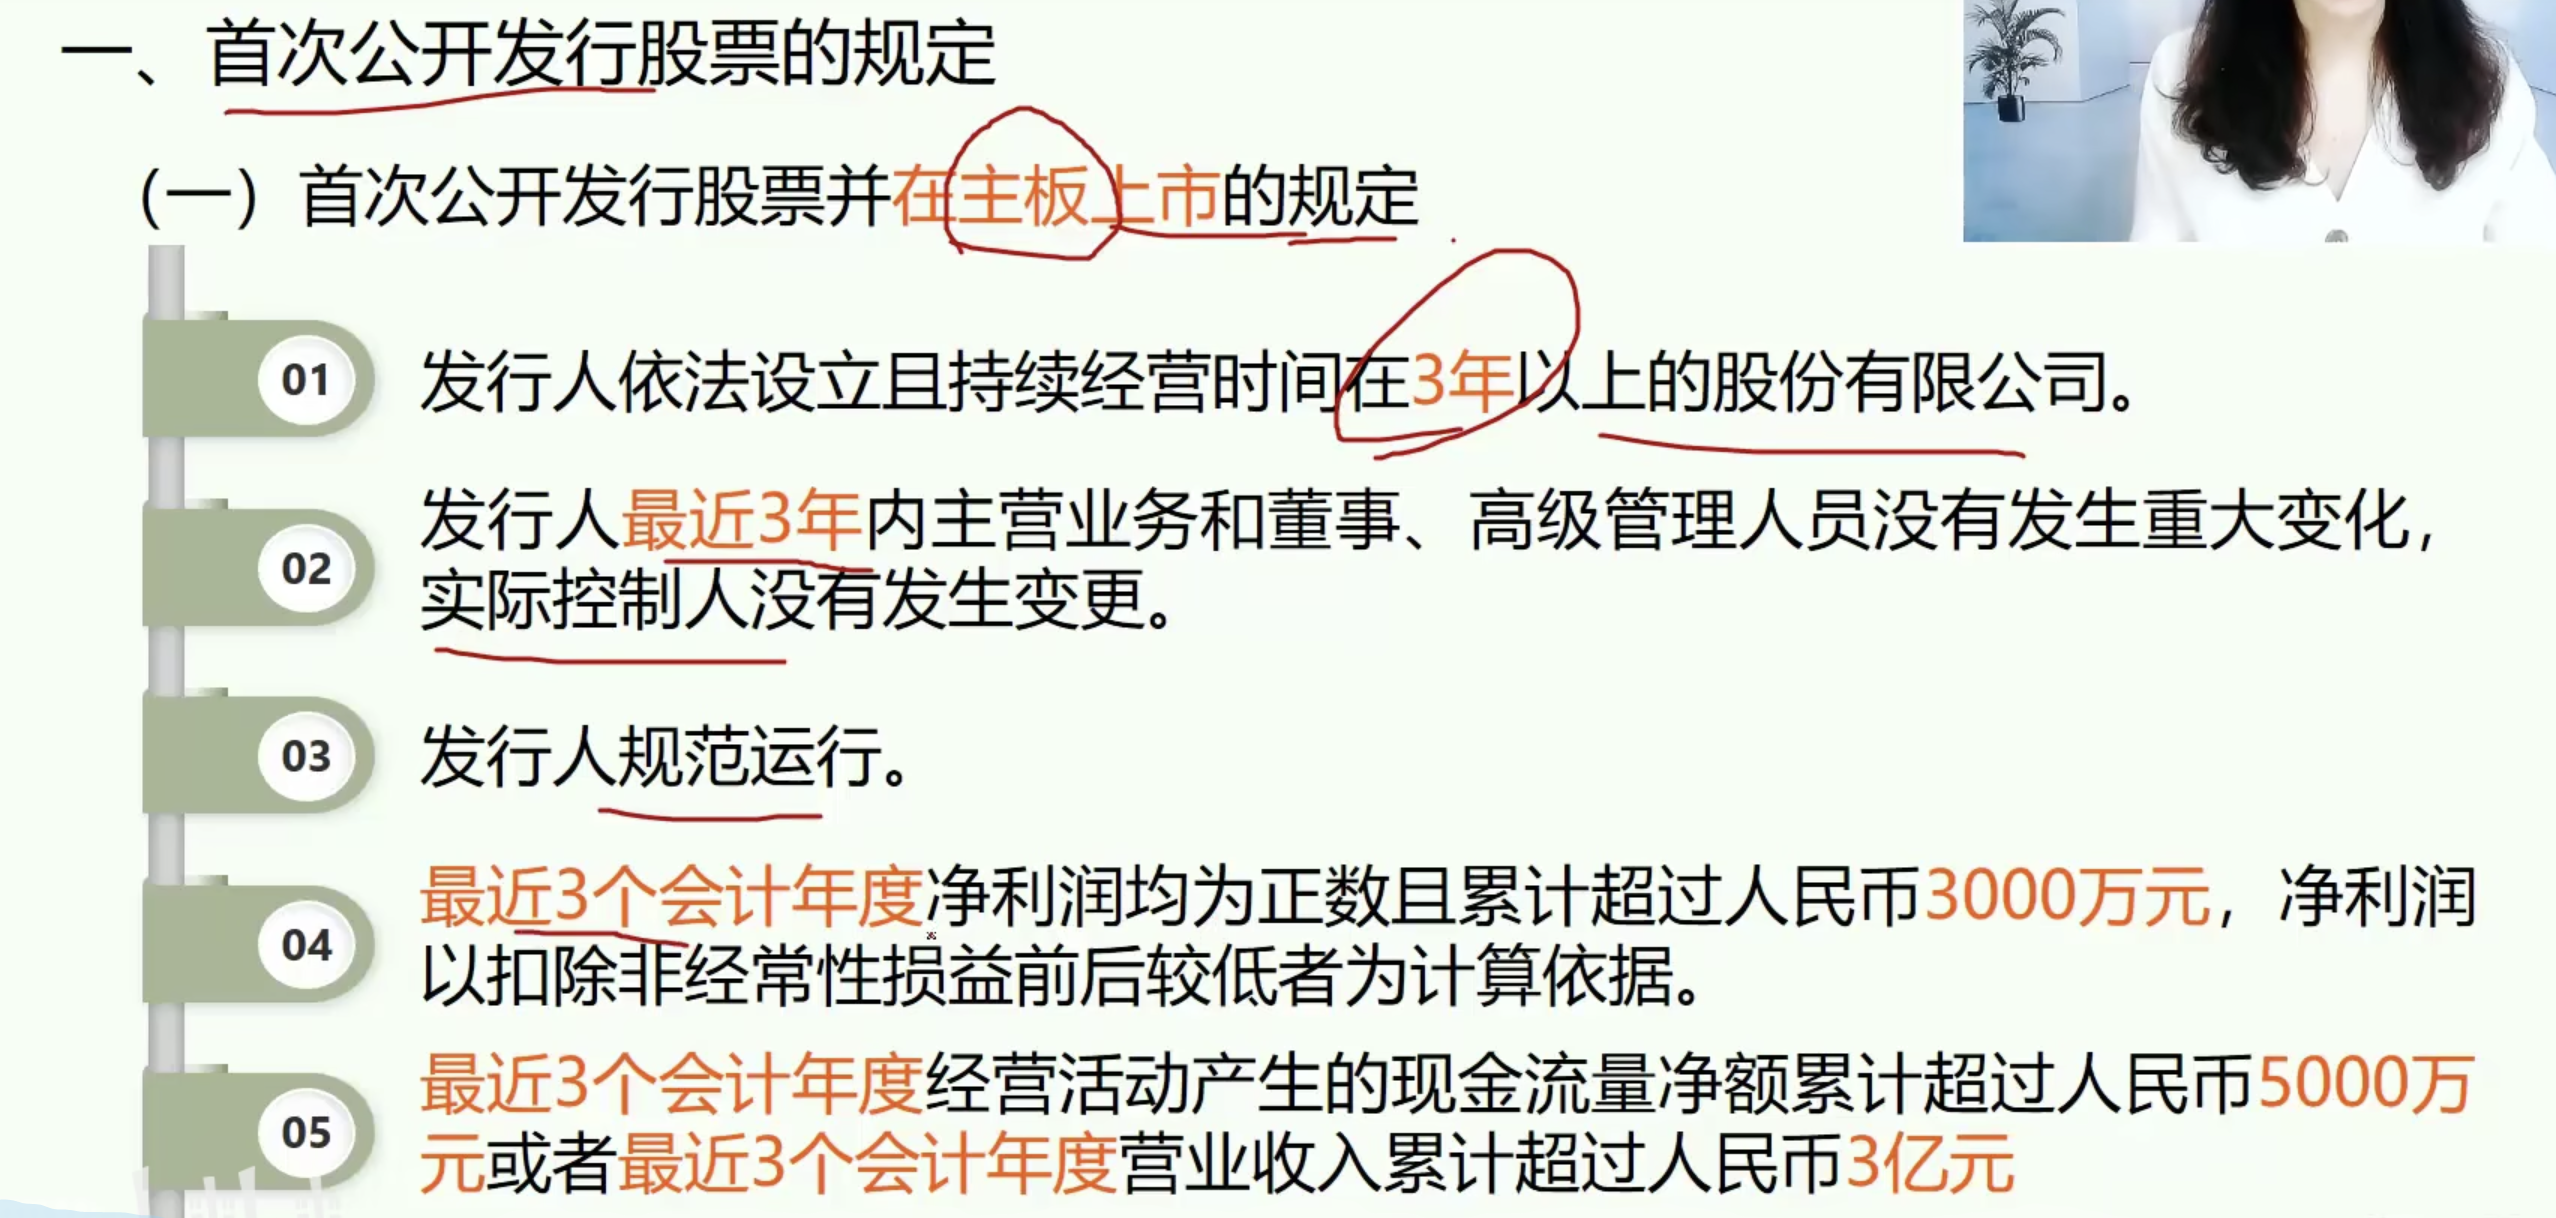 一、首次公开发行股票的规定
（一）首次公开发行股票并在主板上市的规定
01
发行人依法设立且持续经营时间在3年以上的股份有限公司。
02
发行人最近3年内主营业务和董事、高级管理人员没有发生重大变化，
实际控制人没有发生变更。
03
发行人规范运行。
04
最近3个会计年度净利润均为正数且累计超过人民币3000万元，净利润
以扣除非经常性损益前后较低者为计算依据。
05
最近3个会计年度经营活动产生的现金流量净额累计超过人民币5000万
元或者最近3个会计年度营业收入累计超过人民币3亿元